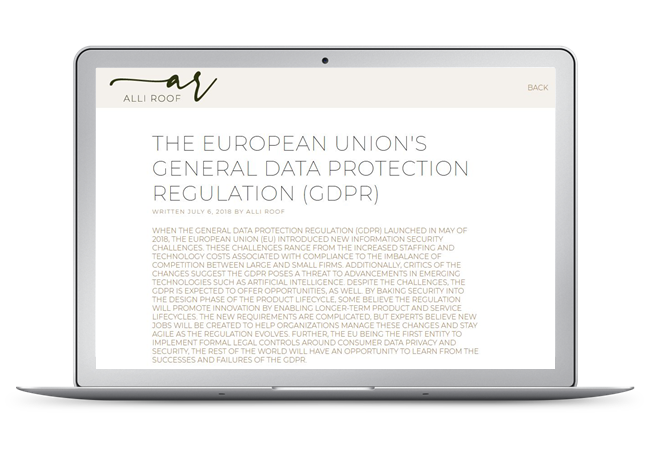 ar
ALLI ROOF
BACK
THE EUROPEAN UNION'S
GENERAL DATA PROTECTION
REGULATION (GDPR)
WRITTEN JULY 6, 2018 BY ALLI ROOF
WHEN THE GENERAL DATA PROTECTION REGULATION (GDPR) LAUNCHED IN MAY OF
2018, THE EUROPEAN UNION (EU) INTRODUCED NEW INFORMATION SECURITY
CHALLENGES. THESE CHALLENGES RANGE FROM THE INCREASED STAFFING AND
TECHNOLOGY COSTS ASSOCIATED WITH COMPLIANCE TO THE IMBALANCE OF
COMPETITION BETWEEN LARGE AND SMALL FIRMS. ADDITIONALLY, CRITICS OF THE
CHANGES SUGGEST THE GDPR POSES A THREAT TO ADVANCEMENTS IN EMERGING
TECHNOLOGIES SUCH AS ARTIFICIAL INTELLIGENCE. DESPITE THE CHALLENGES, THE
GDPR IS EXPECTED TO OFFER OPPORTUNITIES, AS WELL. BY BAKING SECURITY INTO
THE DESIGN PHASE OF THE PRODUCT LIFECYCLE, SOME BELIEVE THE REGULATION
WILL PROMOTE INNOVATION BY ENABLING LONGER-TERM PRODUCT AND SERVICE
LIFECYCLES. THE NEW REQUIREMENTS ARE COMPLICATED, BUT EXPERTS BELIEVE NEW
JOBS WILL BE CREATED TO HELP ORGANIZATIONS MANAGE THESE CHANGES AND STAY
AGILE AS THE REGULATION EVOLVES. FURTHER, THE EU BEING THE FIRST ENTITY TO
IMPLEMENT FORMAL LEGAL CONTROLS AROUND CONSUMER DATA PRIVACY AND
SECURITY, THE REST OF THE WORLD WILL HAVE AN OPPORTUNITY TO LEARN FROM THE
SUCCESSES AND FAILURES OF THE GDPR.